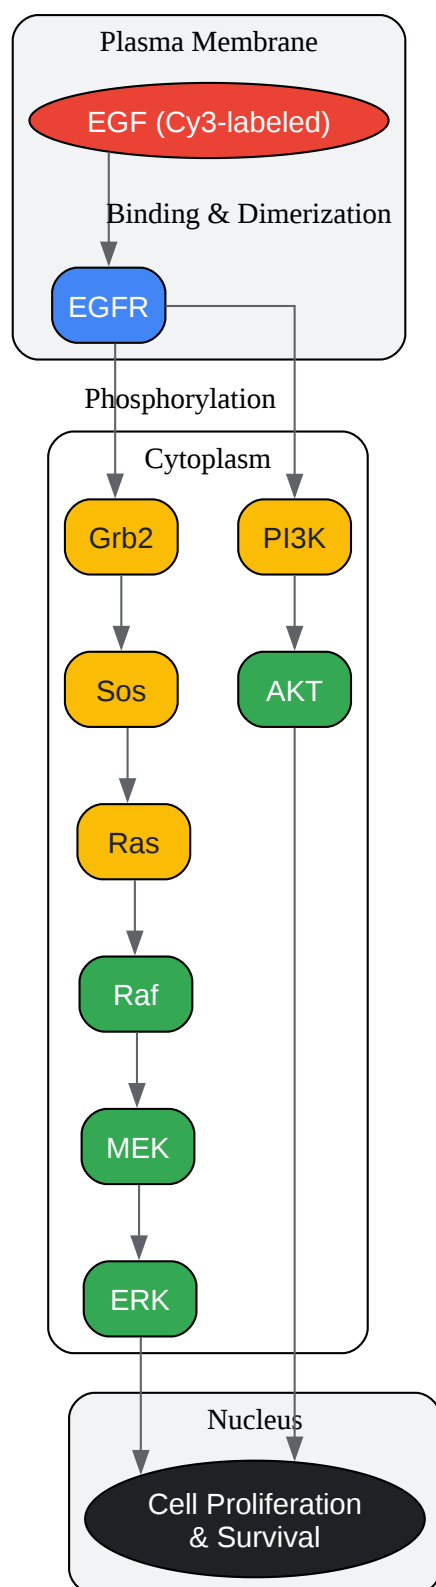 Plasma Membrane
EGF (Cy3-labeled)
Binding & Dimerization
EGFR
Phosphorylation
Cytoplasm
Grb2
PI3K
Sos
AKT
Ras
Raf
MEK
ERK
Nucleus
Cell Proliferation
& Survival